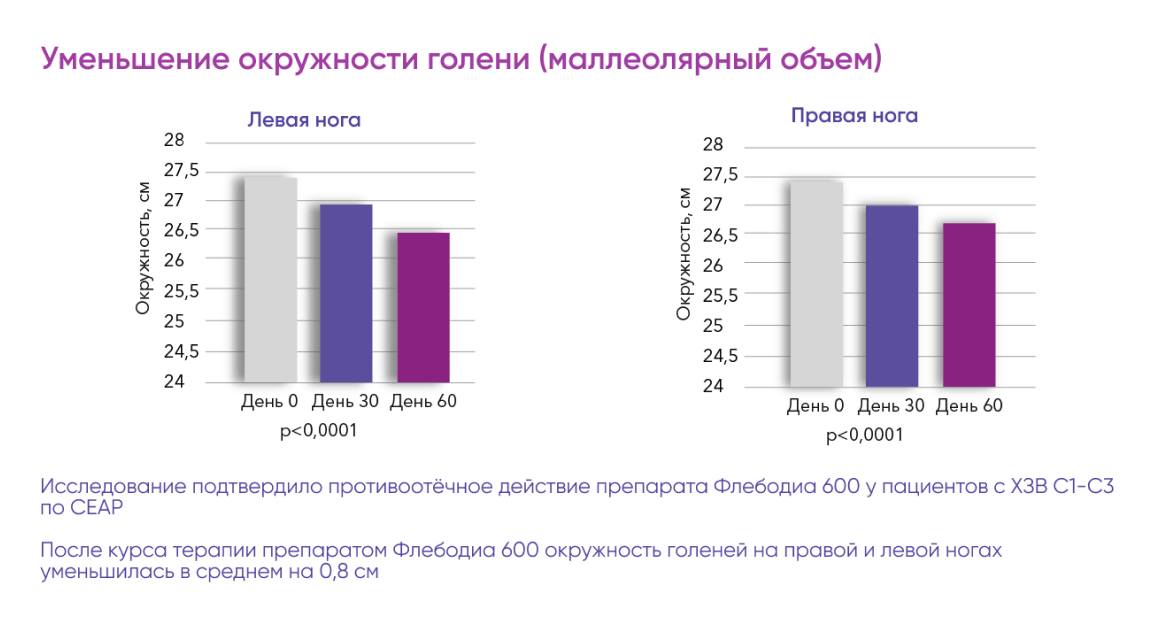 Уменьшение окружности голени (маллеолярный объем)
Левая нога
28
27,5
27
26,5
26
25,5
25
24,5
24
Окружность, см
День 0 День 30 День 60
p<0,0001
Правая нога
28
27,5
27
26,5
26
25,5
25
24,5
24
Окружность, см
День 0 День 30 День 60
p<0,0001
Исследование подтвердило противоотёчное действие препарата Флебодиа 600 у пациентов с ХЗВ С1-С3
по СЕАР
После курса терапии препаратом Флебодиа 600 окружность голеней на правой и левой ногах
уменьшилась в среднем на 0,8 см